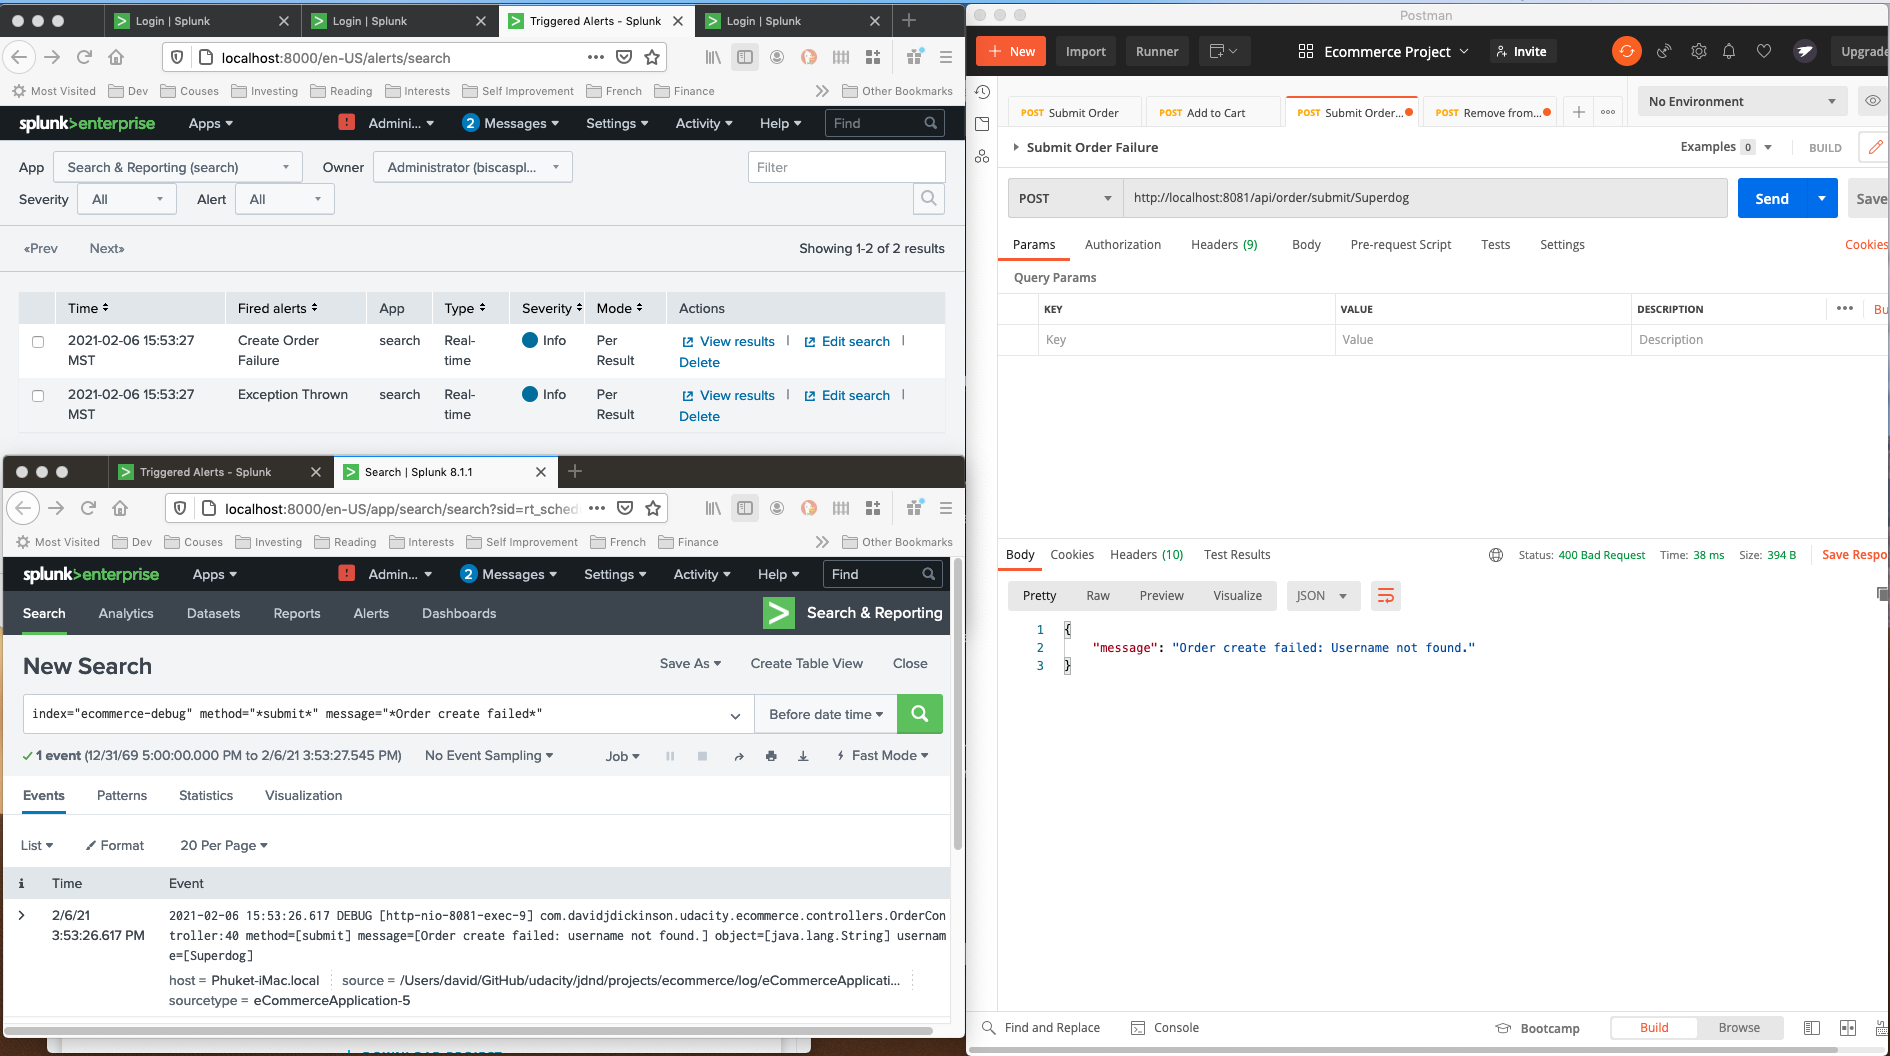 Login | Splunk
Login | Splunk
Triggered Alerts - Splunk
Login | Splunk
localhost:8000/en-US/alerts/search
Most Visited Dev Couses Investing Reading Interests Self Improvement French Finance Other Bookmarks
splunk>enterprise Apps Admini... 2 Messages Settings Activity Help Find
App Search & Reporting (search) Owner Administrator (biscaspl... Filter
Severity All Alert All
«Prev Next» Showing 1-2 of 2 results
Time Fired alerts App Type Severity Mode Actions
2021-02-06 15:53:27 MST Create Order Failure search Real-time Info Per Result View results | Edit search | Delete
2021-02-06 15:53:27 MST Exception Thrown search Real-time Info Per Result View results | Edit search | Delete
Triggered Alerts - Splunk
Search | Splunk 8.1.1
localhost:8000/en-US/app/search/search?sid=rt_sched
Most Visited Dev Couses Investing Reading Interests Self Improvement French Finance Other Bookmarks
splunk>enterprise Apps Admin... 2 Messages Settings Activity Help Find
Search Analytics Datasets Reports Alerts Dashboards Search & Reporting
New Search Save As Create Table View Close
index="ecommerce-debug" method="*submit*" message="*Order create failed*" Before date time
1 event (12/31/69 5:00:00.000 PM to 2/6/21 3:53:27.545 PM) No Event Sampling Job Fast Mode
Events Patterns Statistics Visualization
List Format 20 Per Page
i Time Event
2/6/21
3:53:26.617 PM
2021-02-06 15:53:26.617 DEBUG [http-nio-8081-exec-9] com.davidjdickinson.udacity.ecommerce.controllers.OrderCon
troller:40 method=[submit] message=[Order create failed: username not found.] object=[java.lang.String] usernam
e=[Superdog]
host = Phuket-iMac.local source = /Users/david/GitHub/udacity/jdnd/projects/ecommerce/log/eCommerceApplicati...
sourcetype = eCommerceApplication-5
Postman
New Import Runner Ecommerce Project Invite Upgrade
POST Submit Order POST Add to Cart POST Submit Order... POST Remove from... No Environment
Submit Order Failure Examples 0 BUILD
POST http://localhost:8081/api/order/submit/Superdog Send Save
Params Authorization Headers (9) Body Pre-request Script Tests Settings Cookies
Query Params
KEY VALUE DESCRIPTION Bu
Key Value Description
Body Cookies Headers (10) Test Results Status: 400 Bad Request Time: 38 ms Size: 394 B Save Respo
Pretty Raw Preview Visualize JSON
1 {
2 "message": "Order create failed: Username not found."
3 }
Find and Replace Console Bootcamp Build Browse